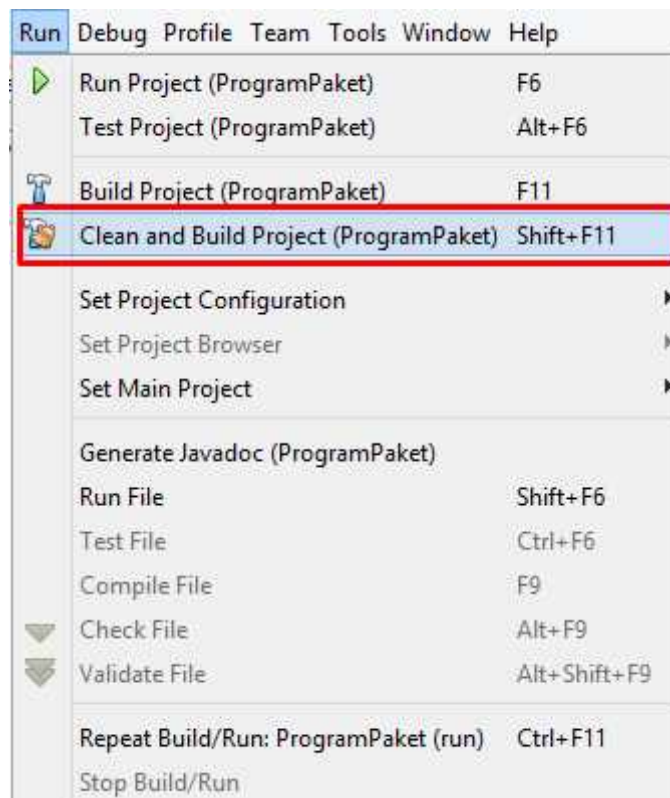 Run Debug Profile Team Tools Window Help
Run Project (ProgramPaket) F6
Test Project (ProgramPaket) Alt+F6
Build Project (ProgramPaket) F11
Clean and Build Project (ProgramPaket) Shift+F11
Set Project Configuration
Set Project Browser
Set Main Project
Generate Javadoc (ProgramPaket)
Run File Shift+F6
Test File Ctrl+F6
Compile File F9
Check File Alt+F9
Validate File Alt+Shift+F9
Repeat Build/Run: ProgramPaket (run) Ctrl+F11
Stop Build/Run